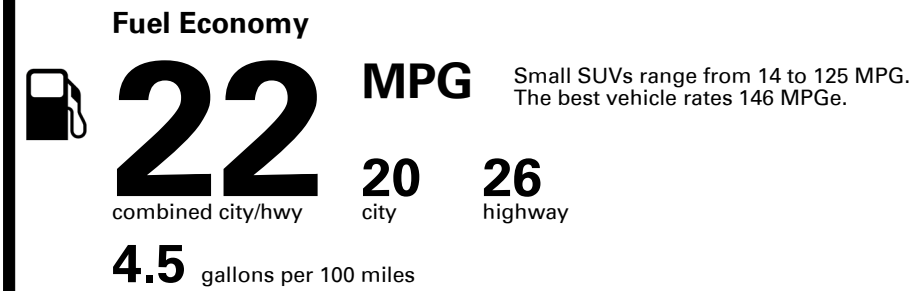 Fuel Economy
22 MPG
Small SUVs range from 14 to 125 MPG.
The best vehicle rates 146 MPGe.
combined city/hwy
20
city
26
highway
4.5 gallons per 100 miles